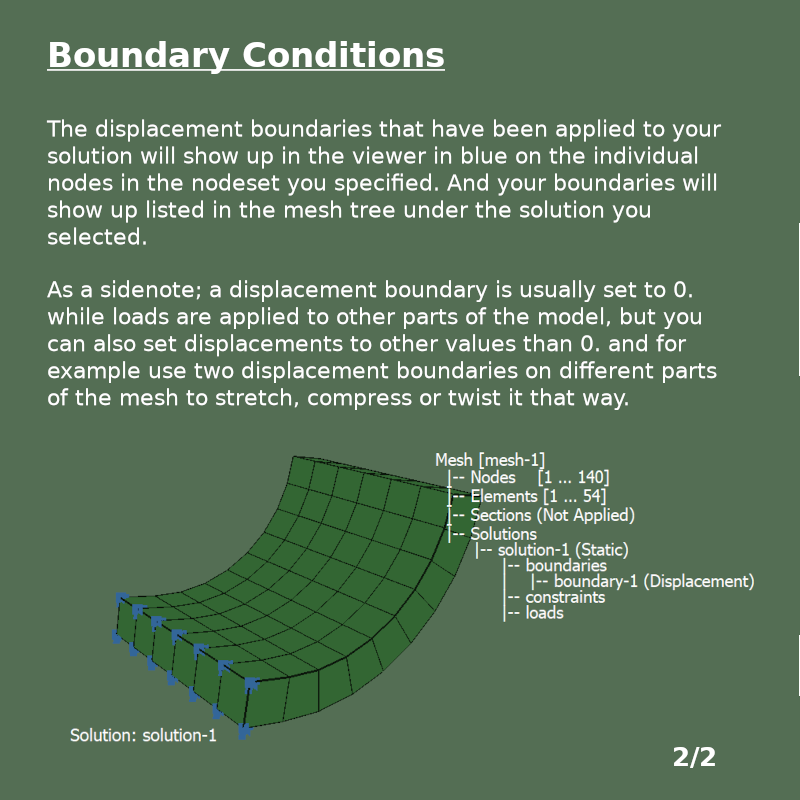 Boundary Conditions
The displacement boundaries that have been applied to your
solution will show up in the viewer in blue on the individual
nodes in the nodeset you specified. And your boundaries will
show up listed in the mesh tree under the solution you
selected.
As a sidenote; a displacement boundary is usually set to 0.
while loads are applied to other parts of the model, but you
can also set displacements to other values than 0. and for
example use two displacement boundaries on different parts
of the mesh to stretch, compress or twist it that way.
Mesh [mesh-1]
|-- Nodes [1 ... 140]
|-- Elements [1 ... 54]
|-- Sections (Not Applied)
|-- Solutions
|-- solution-1 (Static)
|-- boundaries
| |-- boundary-1 (Displacement)
|-- constraints
|-- loads
Solution: solution-1
2/2